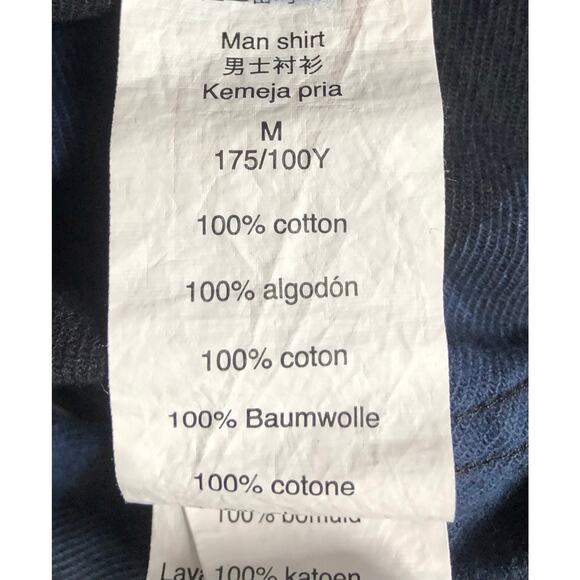 Man shirt
男士衬衫
Kemeja pria
M
175/100Y
100% cotton
100% algodón
100% coton
100% Baumwolle
100% cotone
100%
100% katoen